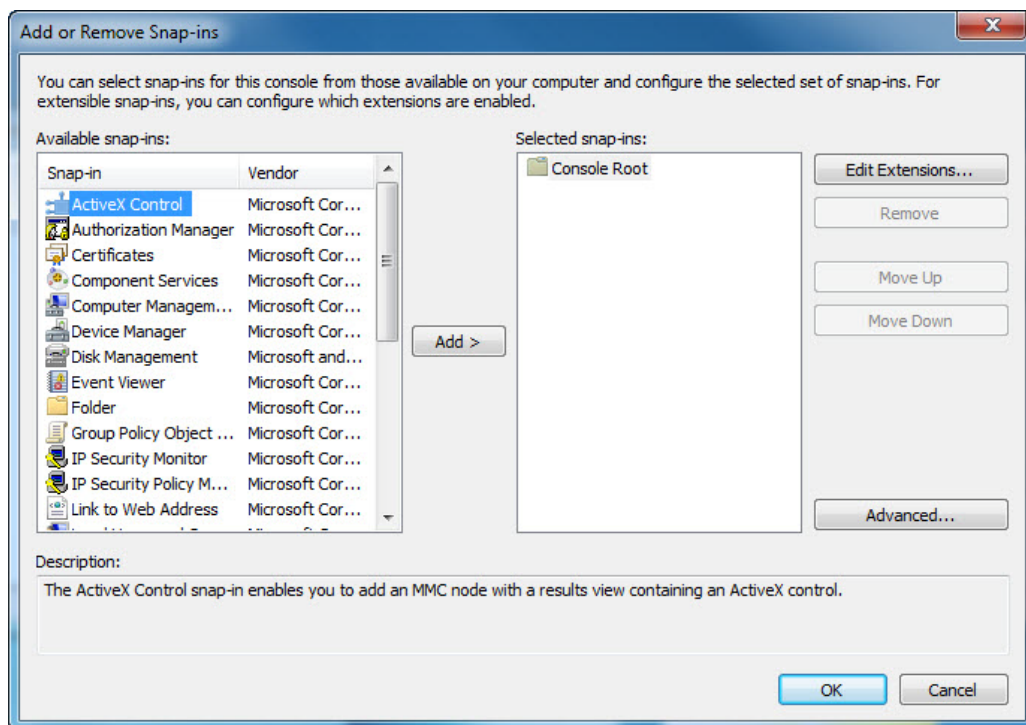 Add or Remove Snap-ins
You can select snap-ins for this console from those available on your computer and configure the selected set of snap-ins. For
extensible snap-ins, you can configure which extensions are enabled.
Available snap-ins:
Snap-in Vendor
ActiveX Control Microsoft Cor...
Authorization Manager Microsoft Cor...
Certificates Microsoft Cor...
Component Services Microsoft Cor...
Computer Managem... Microsoft Cor...
Device Manager Microsoft Cor...
Disk Management Microsoft and...
Event Viewer Microsoft Cor...
Folder Microsoft Cor...
Group Policy Object ... Microsoft Cor...
IP Security Monitor Microsoft Cor...
IP Security Policy M... Microsoft Cor...
Link to Web Address Microsoft Cor...
Add >
Selected snap-ins:
Console Root
Edit Extensions...
Remove
Move Up
Move Down
Advanced...
Description:
The ActiveX Control snap-in enables you to add an MMC node with a results view containing an ActiveX control.
OK Cancel